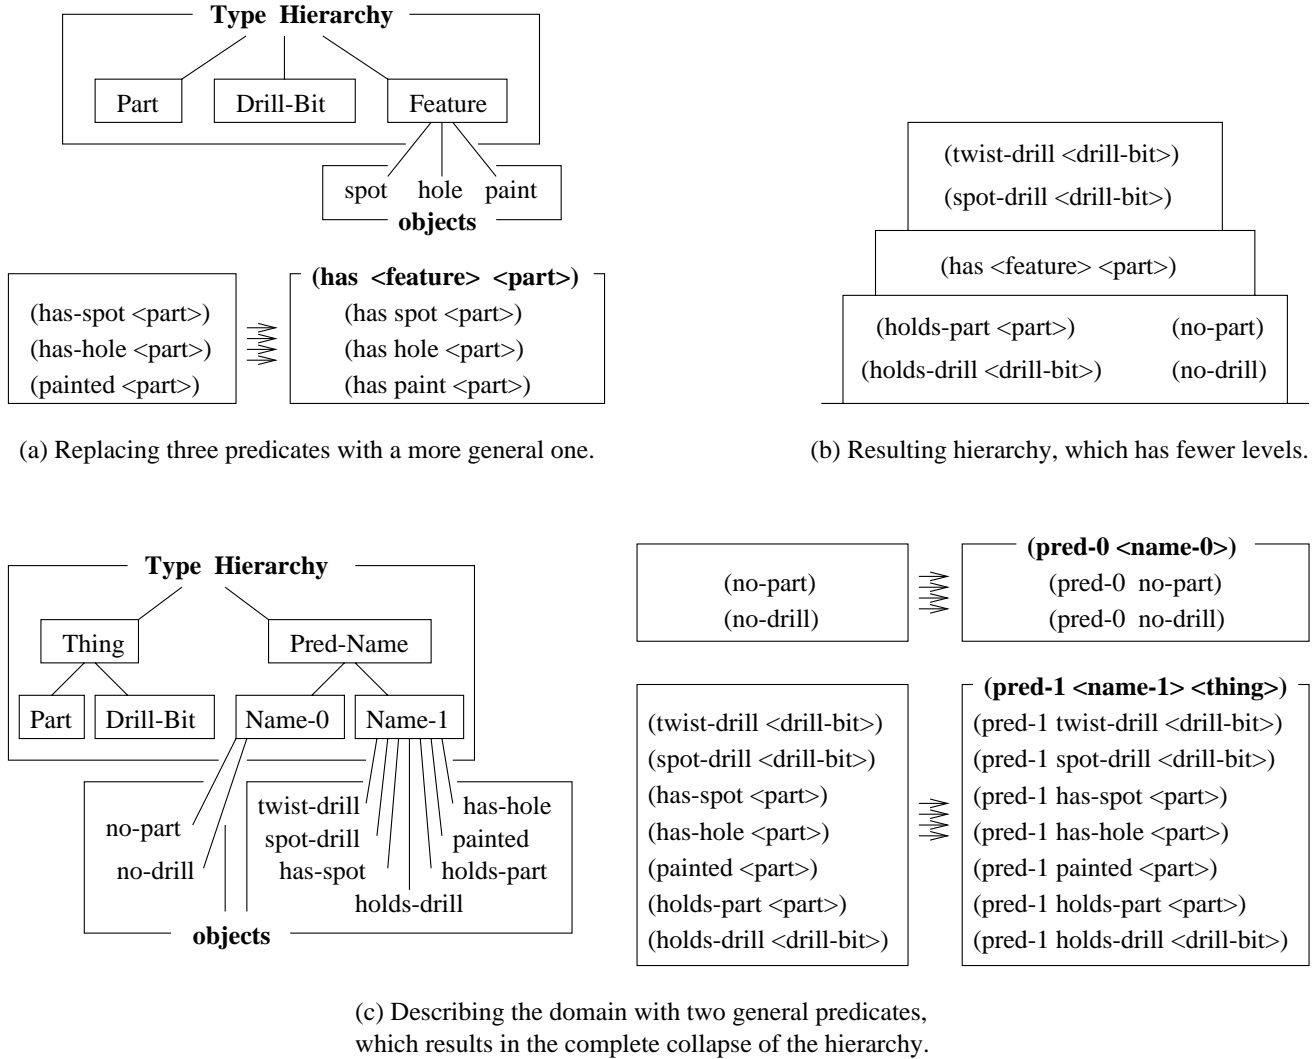 Type Hierarchy
Part Drill-Bit Feature
spot hole paint
objects
(has-spot <part>)
(has-hole <part>)
(painted <part>)
(has <feature> <part>)
(has spot <part>)
(has hole <part>)
(has paint <part>)
(a) Replacing three predicates with a more general one.
(twist-drill <drill-bit>)
(spot-drill <drill-bit>)
(has <feature> <part>)
(holds-part <part>) (no-part)
(holds-drill <drill-bit>) (no-drill)
(b) Resulting hierarchy, which has fewer levels.
Type Hierarchy
Thing Pred-Name
Part Drill-Bit Name-0 Name-1
no-part
no-drill
twist-drill
spot-drill
has-spot
holds-drill
has-hole
painted
holds-part
objects
(no-part)
(no-drill)
(pred-0 <name-0>)
(pred-0 no-part)
(pred-0 no-drill)
(twist-drill <drill-bit>)
(spot-drill <drill-bit>)
(has-spot <part>)
(has-hole <part>)
(painted <part>)
(holds-part <part>)
(holds-drill <drill-bit>)
(pred-1 <name-1> <thing>)
(pred-1 twist-drill <drill-bit>)
(pred-1 spot-drill <drill-bit>)
(pred-1 has-spot <part>)
(pred-1 has-hole <part>)
(pred-1 painted <part>)
(pred-1 holds-part <part>)
(pred-1 holds-drill <drill-bit>)
(c) Describing the domain with two general predicates,
which results in the complete collapse of the hierarchy.